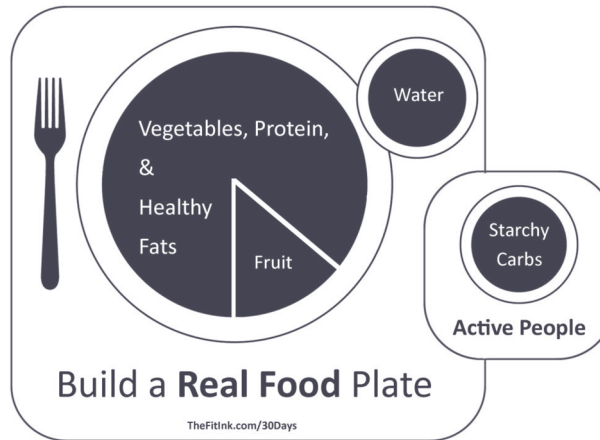 Vegetables, Protein,
&
Healthy
Fats
Fruit
Water
Starchy
Carbs
Active People
Build a Real Food Plate
TheFitInk.com/30Days